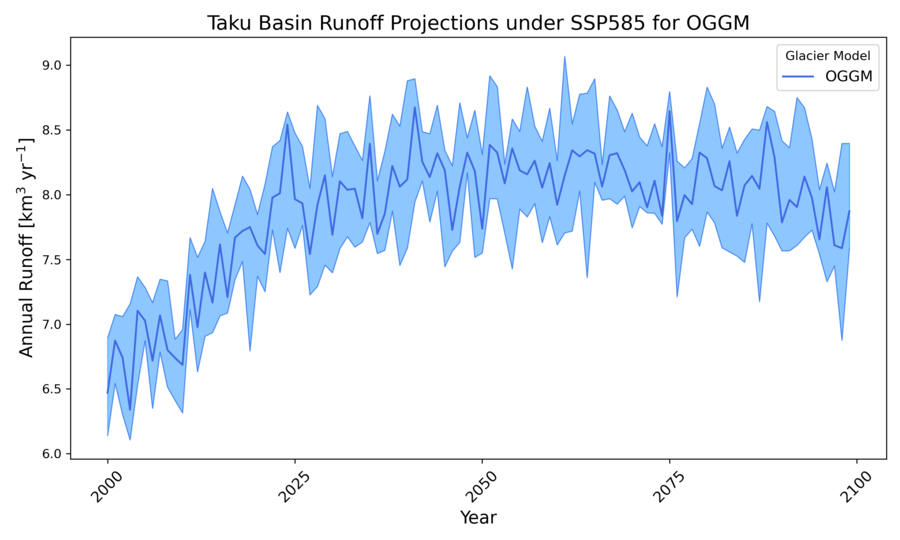 Taku Basin Runoff Projections under SSP585 for OGGM
Glacier Model
OGGM
Annual Runoff [km³ yr⁻¹]
9.0
8.5
8.0
7.5
7.0
6.5
6.0
2000
2025
2050
2075
2100
Year